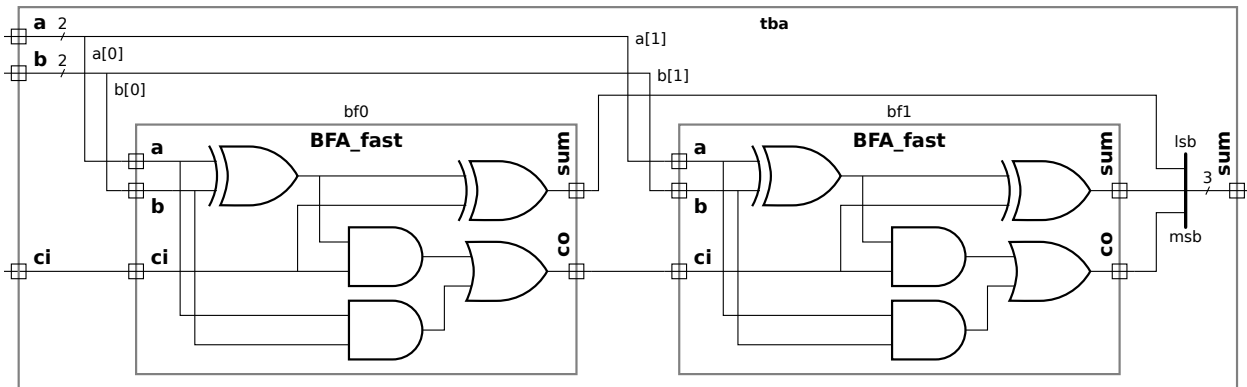 a 2
tba
a[1]
a[0]
b 2
b[1]
b[0]
bf0
bf1
BFA_fast
sum
BFA_fast
sum
lsb
sum
a
a
3
b
b
msb
co
co
ci
ci
ci